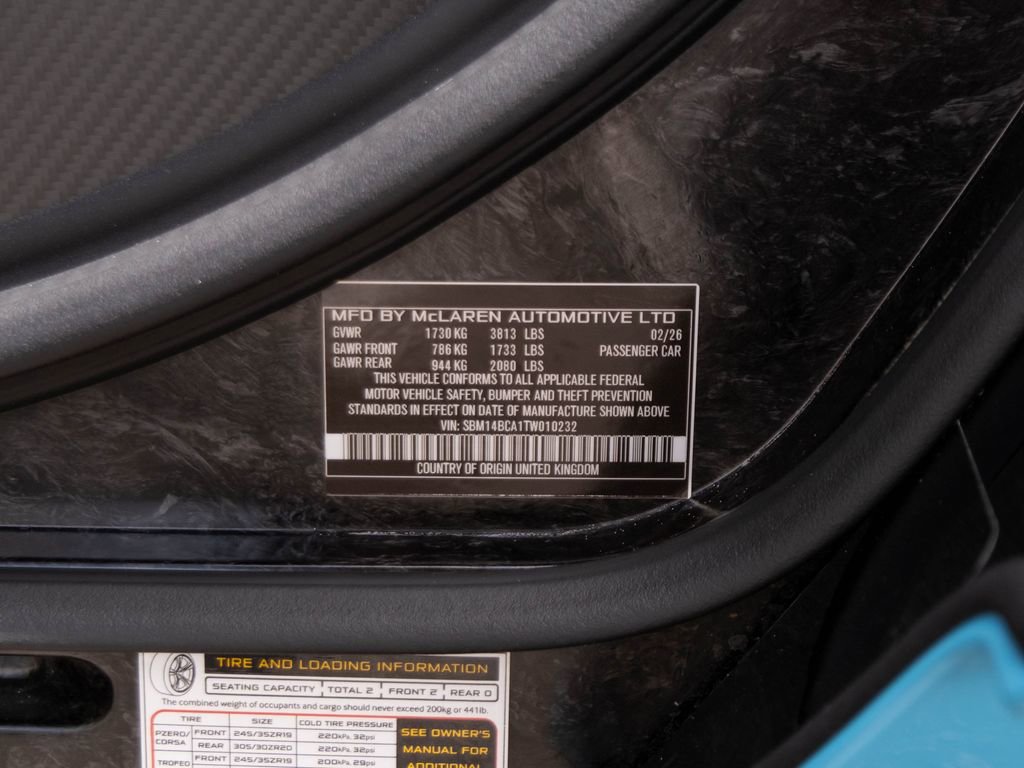 MFD BY McLAREN AUTOMOTIVE LTD
GVWR 1730 KG 3813 LBS 02/26
GAWR FRONT 786 KG 1733 LBS PASSENGER CAR
GAWR REAR 944 KG 2080 LBS
THIS VEHICLE CONFORMS TO ALL APPLICABLE FEDERAL
MOTOR VEHICLE SAFETY, BUMPER AND THEFT PREVENTION
STANDARDS IN EFFECT ON DATE OF MANUFACTURE SHOWN ABOVE
VIN: SBM14BCA1TW010232
COUNTRY OF ORIGIN UNITED KINGDOM
TIRE AND LOADING INFORMATION
SEATING CAPACITY TOTAL 2 FRONT 2 REAR 0
The combined weight of occupants and cargo should never exceed 200kg or 441lb.
TIRE SIZE COLD TIRE PRESSURE
PZERO/ FRONT 245/35ZR19 220kPa, 32psi SEE OWNER'S
CORSA REAR 305/30ZR20 220kPa, 32psi MANUAL FOR
TROFEO FRONT 245/35ZR19 200kPa, 29psi ADDITIONAL